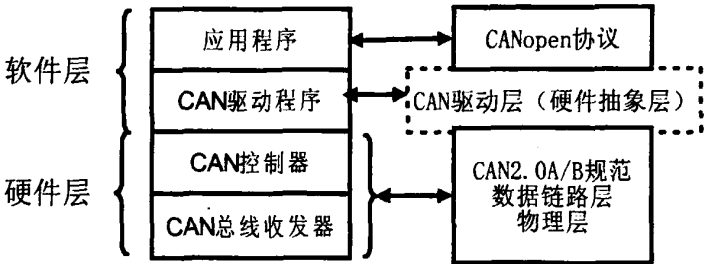 软件层
硬件层
应用程序
CAN驱动程序
CAN控制器
CAN总线收发器
CANopen协议
CAN驱动层（硬件抽象层）
CAN2.0A/B规范
数据链路层
物理层